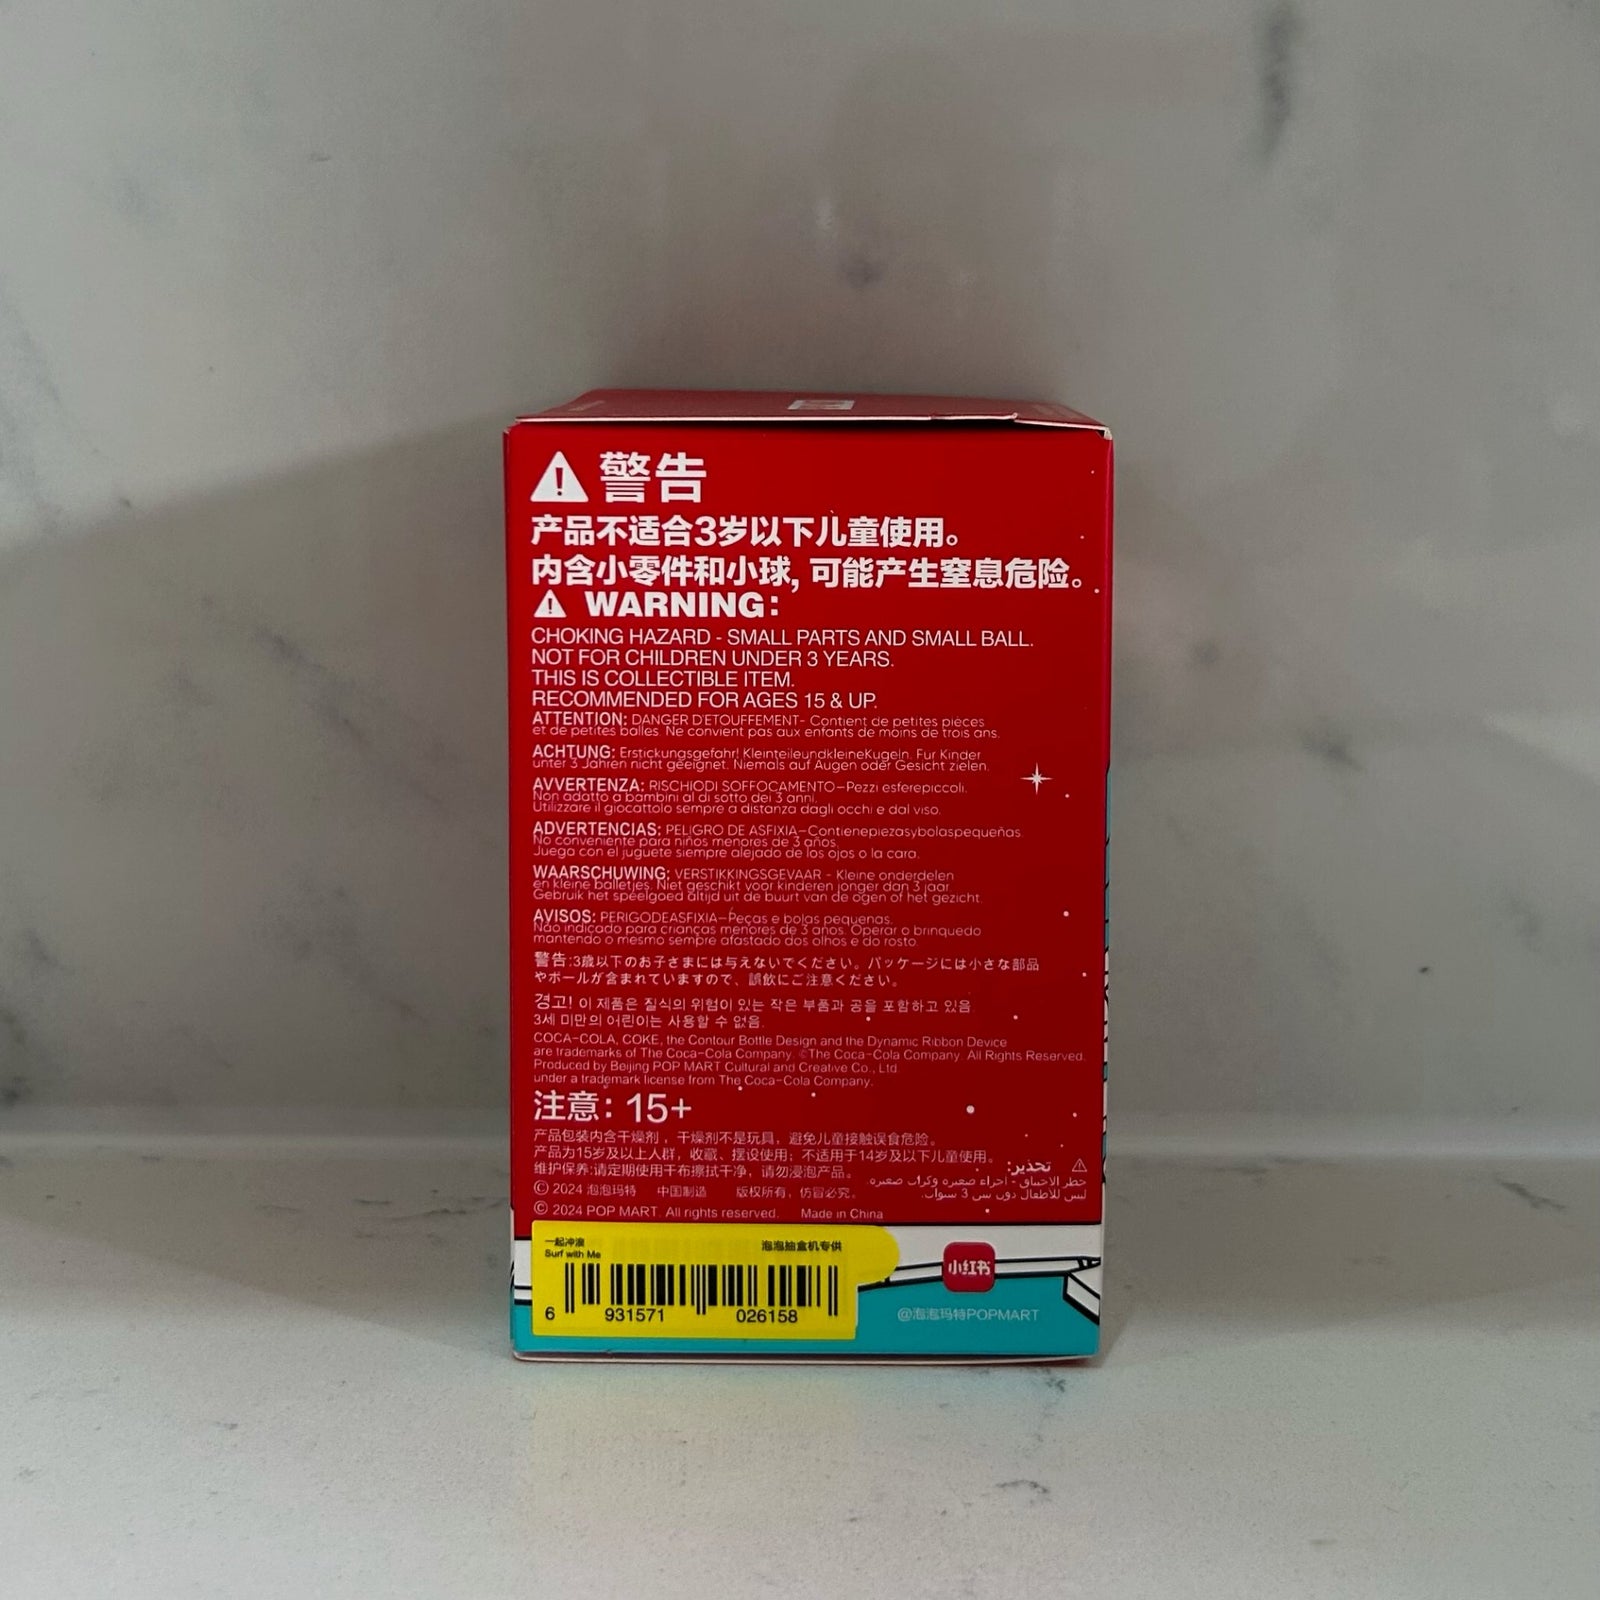 警告
产品不适合3岁以下儿童使用。
内含小零件和小球, 可能产生窒息危险。
WARNING:
CHOKING HAZARD - SMALL PARTS AND SMALL BALL.
NOT FOR CHILDREN UNDER 3 YEARS.
THIS IS COLLECTIBLE ITEM.
RECOMMENDED FOR AGES 15 & UP.
ATTENTION: DANGER D'ETOUFFEMENT- Contient de petites pièces
et de petites balles. Ne convient pas aux enfants de moins de trois ans.
ACHTUNG: Erstickungsgefahr! KleinteileundkleineKugeln. Fur Kinder
unter 3 Jahren nicht geeignet. Niemals auf Augen oder Gesicht zielen.
AVVERTENZA: RISCHIODI SOFFOCAMENTO-Pezzi esferepiccoli.
Non adatto a bambini al di sotto dei 3 anni.
Utilizzare il giocattolo sempre a distanza dagli occhi e dal viso.
ADVERTENCIAS: PELIGRO DE ASFIXIA-Contienepiezasybolaspequeñas
No conveniente para niños menores de 3 años.
Juega con el juguete siempre alejado de los ojos o la cara.
WAARSCHUWING: VERSTIKKINGSGEVAAR - Kleine onderdelen
en kleine balletjes. Niet geschikt voor kinderen jonger dan 3 jaar.
Gebruik het speelgoed altijd uit de buurt van de ogen of het gezicht.
AVISOS: PERIGODEASFIXIA-Peças e bolas pequenas.
Não indicado para crianças menores de 3 anos. Operar o brinquedo
mantendo o mesmo sempre afastado dos olhos e do rosto.
警告:3歳以下のお子さまには与えないでください。パッケージには小さな部品
やボールが含まれていますので、誤飲にご注意ください。
경고! 이 제품은 질식의 위험이 있는 작은 부품과 공을 포함하고 있음
3세 미만의 어린이는 사용할 수 없음.
COCA-COLA, COKE, the Contour Bottle Design and the Dynamic Ribbon Device
are trademarks of The Coca-Cola Company. ©The Coca-Cola Company. All Rights Reserved.
Produced by Beijing POP MART Cultural and Creative Co., Ltd.
under a trademark license from The Coca-Cola Company.
注意: 15+
产品包装内含干燥剂，干燥剂不是玩具，避免儿童接触误食危险。
产品为15岁及以上人群，收藏、摆设使用；不适用于14岁及以下儿童使用。
维护保养:请定期使用干布擦拭干净，请勿浸泡产品。
تحذير:
خطر الاختناق - أجزاء صغيرة وكرات صغيرة.
ليس للأطفال دون سن 3 سنوات.
© 2024 泡泡玛特 中国制造 版权所有，仿冒必究。
© 2024 POP MART. All rights reserved. Made in China
一起冲浪 泡泡抽盒机专供
Surf with Me
6 931571 026158
小红书
@泡泡玛特POPMART